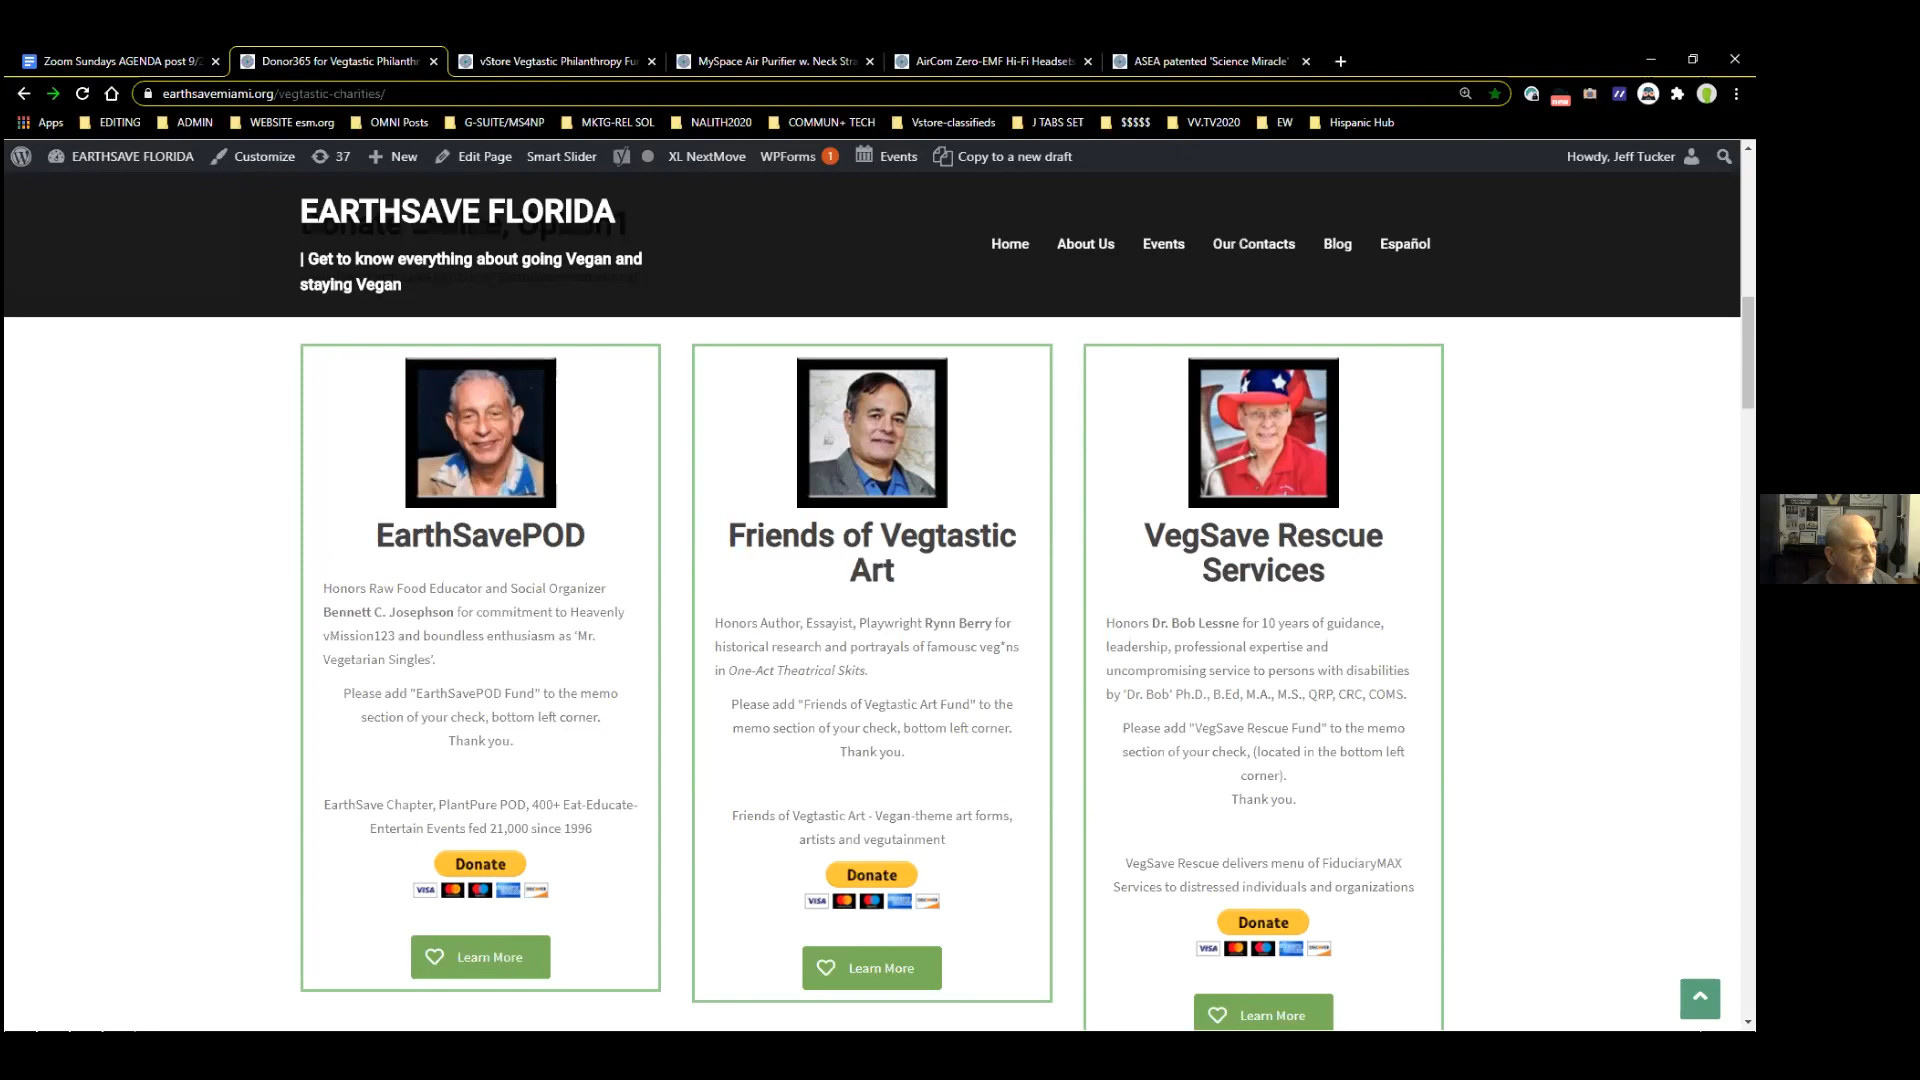 Zoom Sundays AGENDA post 9/
Donor365 for Vegtastic Philanthr
vStore Vegtastic Philanthropy Fu
MySpace Air Purifier w. Neck Stra
AirCom Zero-EMF Hi-Fi Headsets
ASEA patented 'Science Miracle'
earthsavemiami.org/vegtastic-charities/
new
Apps EDITING ADMIN WEBSITE esm.org OMNI Posts G-SUITE/MS4NP MKTG-REL SOL NALITH2020 COMMUN+ TECH Vstore-classifieds J TABS SET $$$$$ VV.TV2020 EW Hispanic Hub
EARTHSAVE FLORIDA Customize 37 New Edit Page Smart Slider XL NextMove WPForms 1 Events Copy to a new draft Howdy, Jeff Tucker
EARTHSAVE FLORIDA
| Get to know everything about going Vegan and
staying Vegan
Home About Us Events Our Contacts Blog Español
EarthSavePOD
Honors Raw Food Educator and Social Organizer
Bennett C. Josephson for commitment to Heavenly
vMission123 and boundless enthusiasm as 'Mr.
Vegetarian Singles'.
Please add "EarthSavePOD Fund" to the memo
section of your check, bottom left corner.
Thank you.
EarthSave Chapter, PlantPure POD, 400+ Eat-Educate-
Entertain Events fed 21,000 since 1996
Donate
VISA
Learn More
Friends of Vegtastic
Art
Honors Author, Essayist, Playwright Rynn Berry for
historical research and portrayals of famousc veg*ns
in One-Act Theatrical Skits.
Please add "Friends of Vegtastic Art Fund" to the
memo section of your check, bottom left corner.
Thank you.
Friends of Vegtastic Art - Vegan-theme art forms,
artists and vegutainment
Donate
VISA
Learn More
VegSave Rescue
Services
Honors Dr. Bob Lessne for 10 years of guidance,
leadership, professional expertise and
uncompromising service to persons with disabilities
by 'Dr. Bob' Ph.D., B.Ed, M.A., M.S., QRP, CRC, COMS.
Please add "VegSave Rescue Fund" to the memo
section of your check, (located in the bottom left
corner).
Thank you.
VegSave Rescue delivers menu of FiduciaryMAX
Services to distressed individuals and organizations
Donate
VISA
Learn More